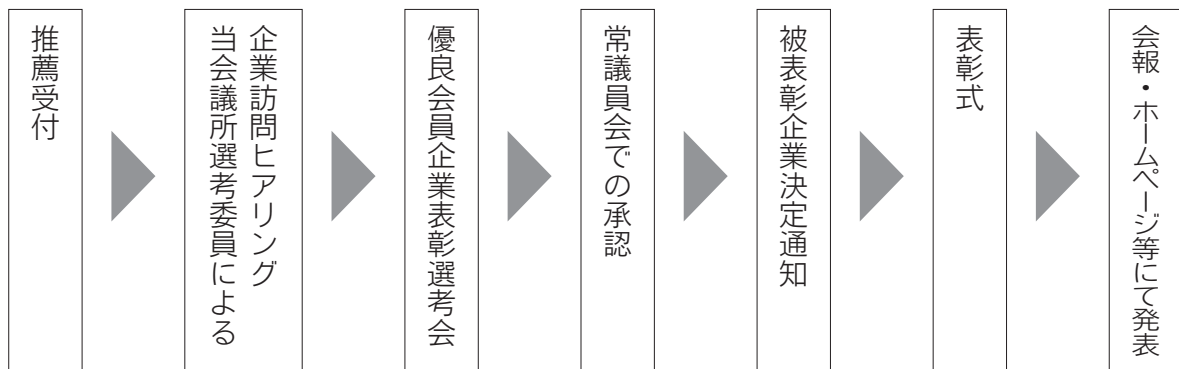 推薦受付
当会議所選考委員による
企業訪問ヒアリング
優良会員企業表彰選考会
常議員会での承認
被表彰企業決定通知
表彰式
会報・ホームページ等にて発表